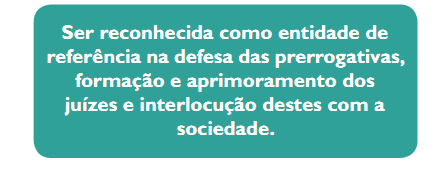 Ser reconhecida como entidade de
referência na defesa das prerrogativas,
formação e aprimoramento dos
juízes e interlocução destes com a
sociedade.